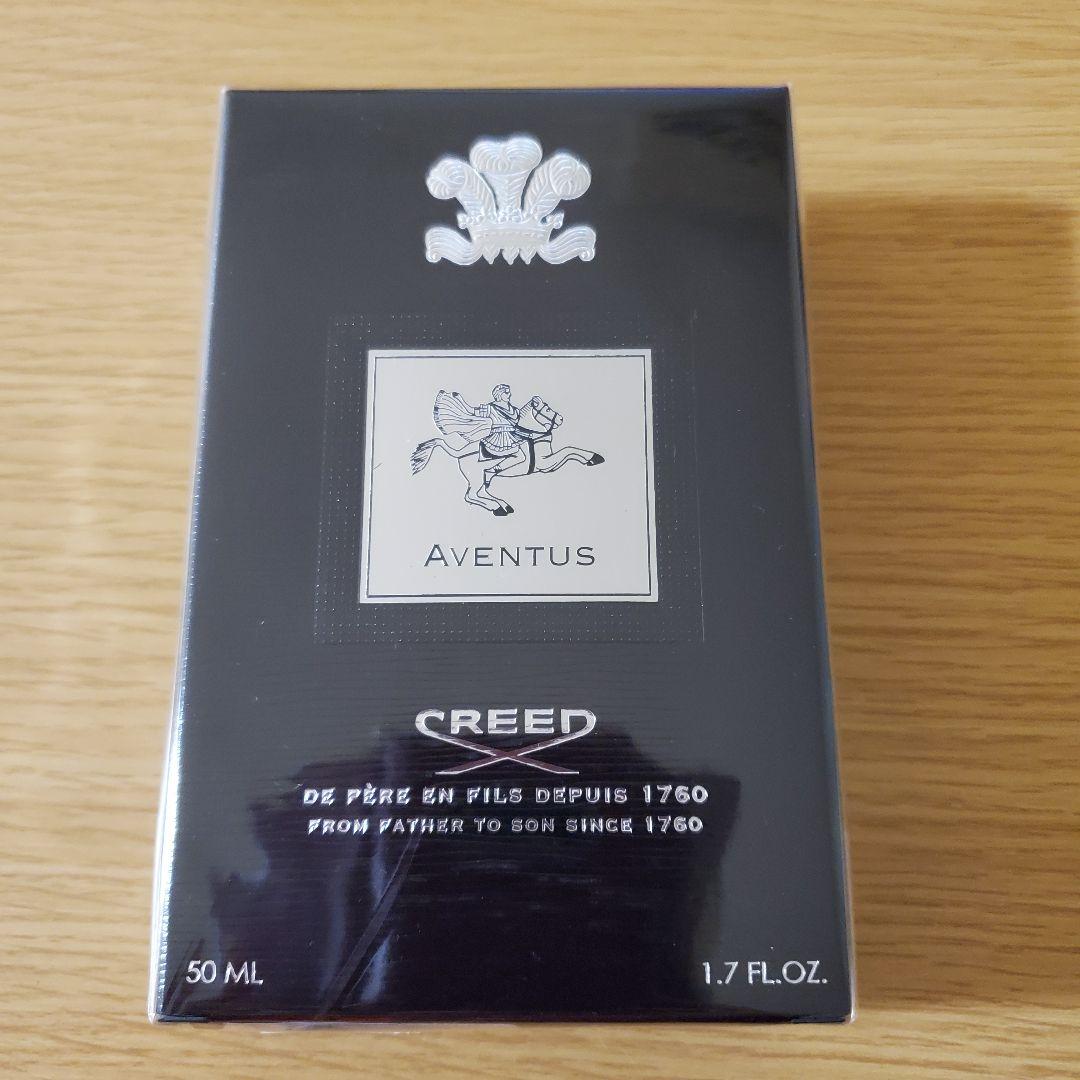 AVENTUS
CREED
DE PÈRE EN FILS DEPUIS 1760
FROM FATHER TO SON SINCE 1760
50 ML
1.7 FL.OZ.